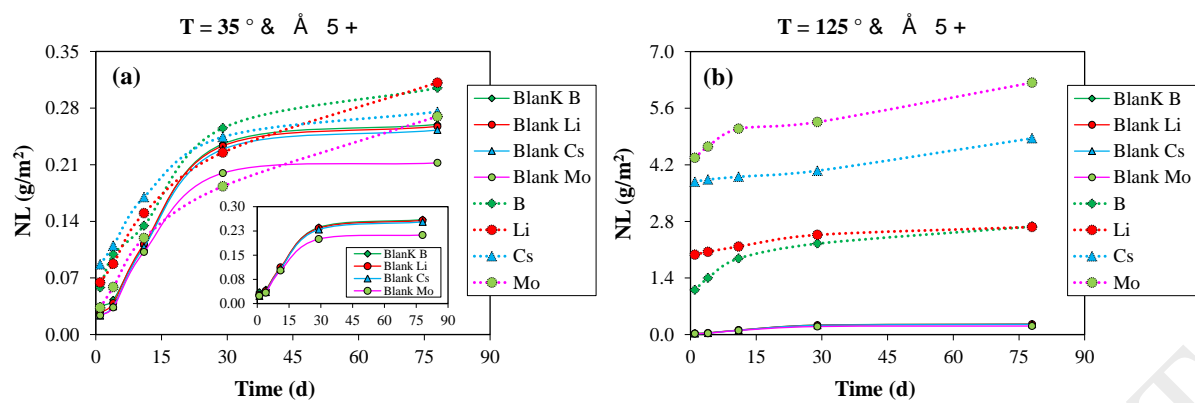 T = 35 ° & Å 5 +
T = 125 ° & Å 5 +
(a)
NL (g/m²)
0.35
0.28
0.21
0.14
0.07
0.00
0 15 30 45 60 75 90
Time (d)
0.30
0.23
0.15
0.08
0.00
0 15 30 45 60 75 90
BlanK B
Blank Li
Blank Cs
Blank Mo
BlanK B
Blank Li
Blank Cs
Blank Mo
B
Li
Cs
Mo
(b)
NL (g/m²)
7.0
5.6
4.2
2.8
1.4
0.0
0 15 30 45 60 75 90
Time (d)
BlanK B
Blank Li
Blank Cs
Blank Mo
B
Li
Cs
Mo